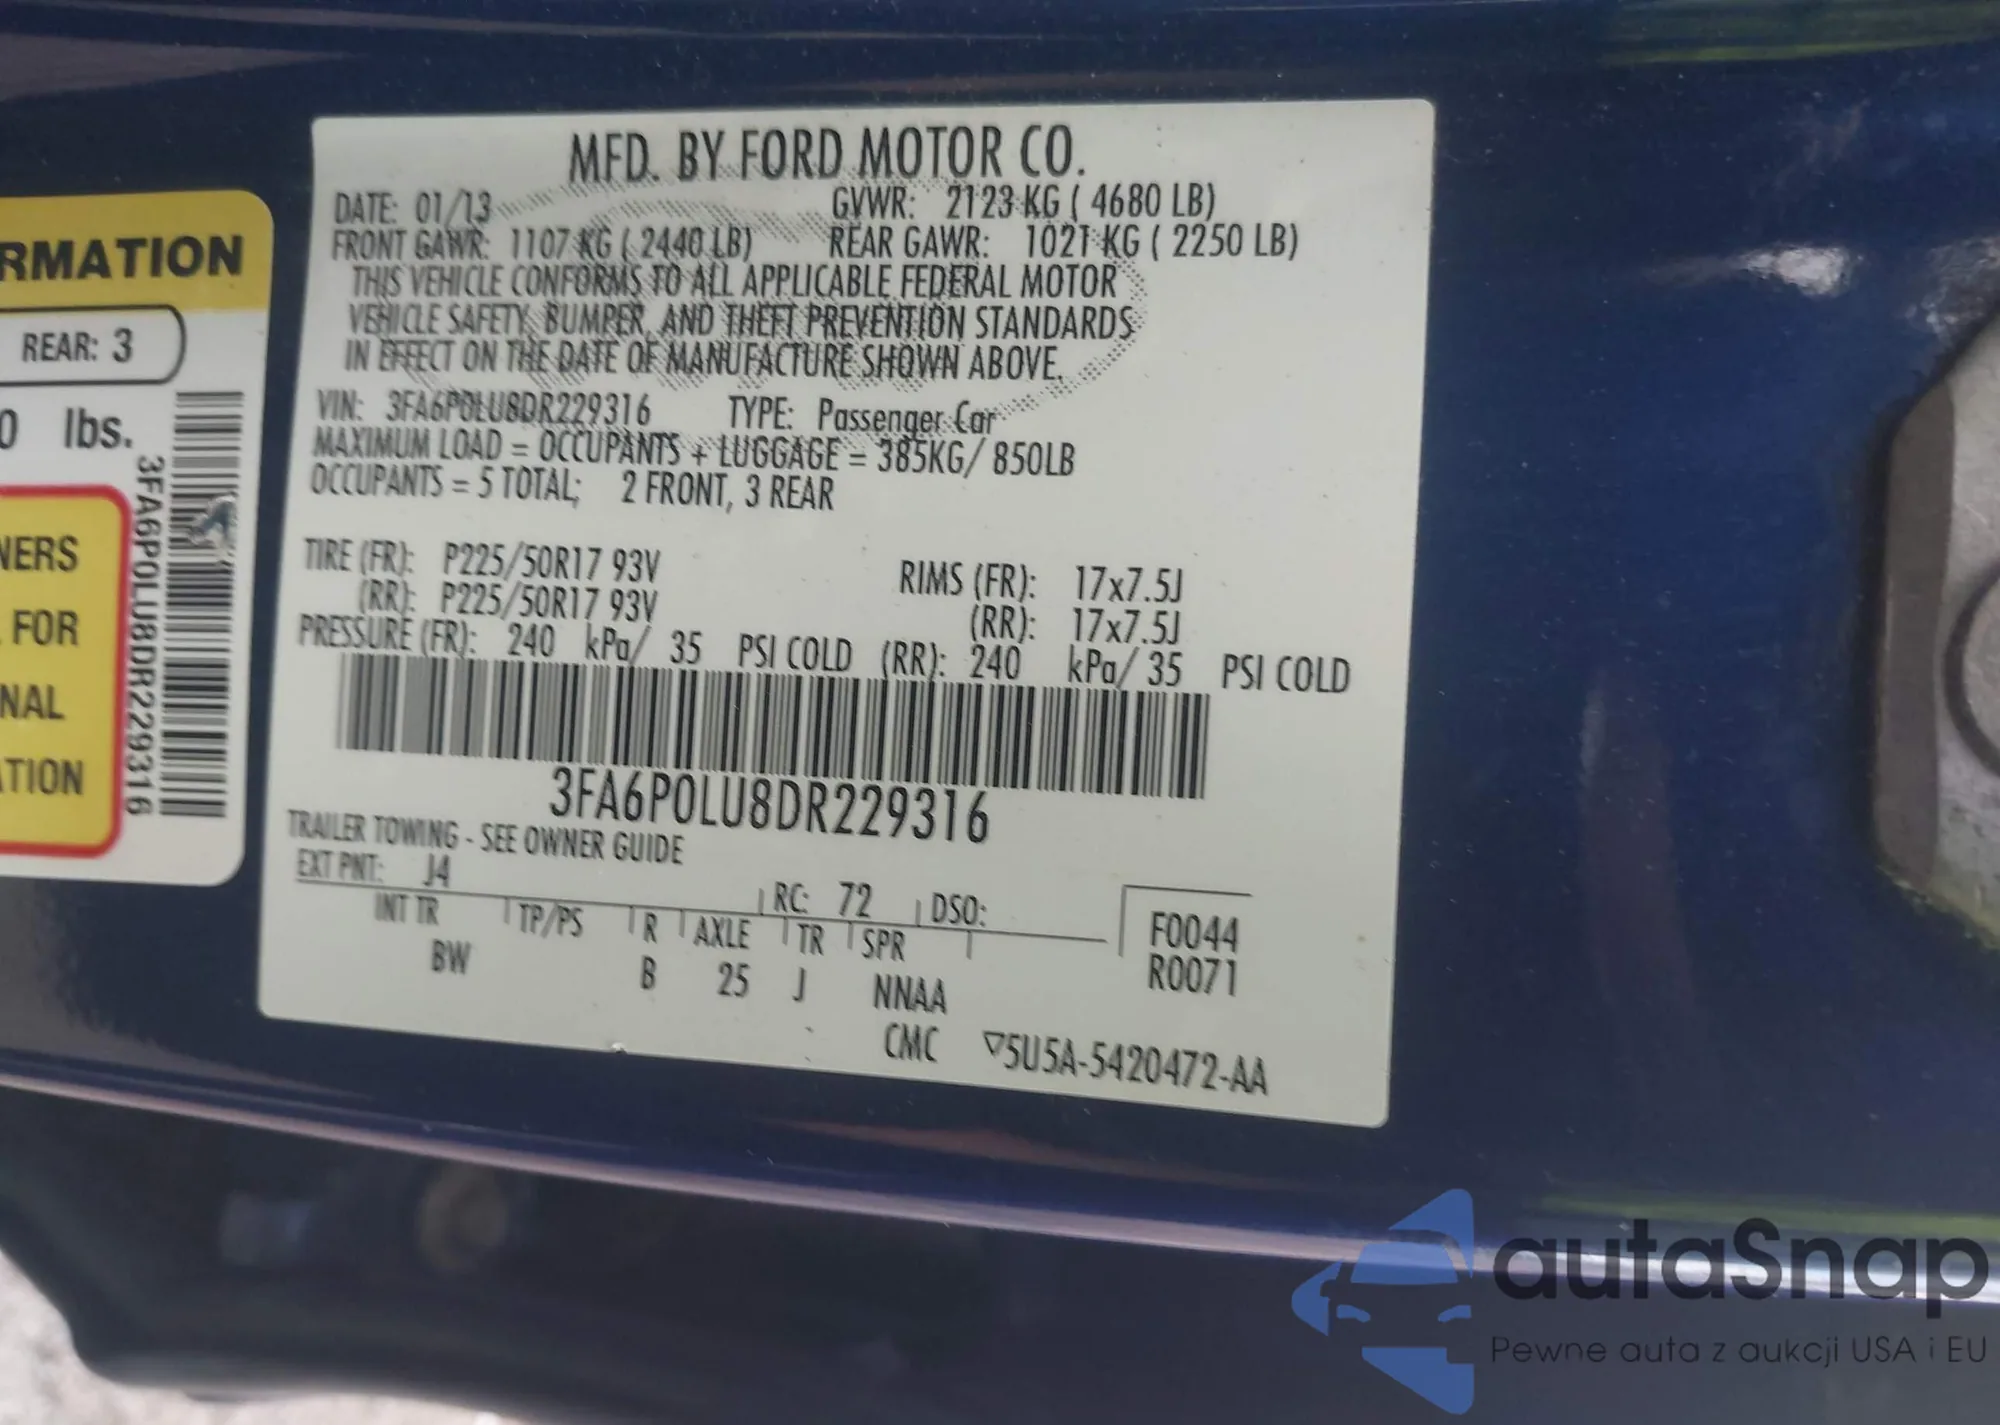 MFD. BY FORD MOTOR CO.
DATE: 01/13 GVWR: 2123 KG ( 4680 LB)
FRONT GAWR: 1107 KG ( 2440 LB) REAR GAWR: 1021 KG ( 2250 LB)
THIS VEHICLE CONFORMS TO ALL APPLICABLE FEDERAL MOTOR
VEHICLE SAFETY, BUMPER, AND THEFT PREVENTION STANDARDS
IN EFFECT ON THE DATE OF MANUFACTURE SHOWN ABOVE.
VIN: 3FA6P0LU8DR229316 TYPE: Passenger Car
MAXIMUM LOAD = OCCUPANTS + LUGGAGE = 385KG/ 850LB
OCCUPANTS = 5 TOTAL; 2 FRONT, 3 REAR
TIRE (FR): P225/50R17 93V RIMS (FR): 17x7.5J
(RR): P225/50R17 93V (RR): 17x7.5J
PRESSURE (FR): 240 kPa/ 35 PSI COLD (RR): 240 kPa/ 35 PSI COLD
3FA6P0LU8DR229316
TRAILER TOWING - SEE OWNER GUIDE
EXT PNT: J4 RC: 72 DSO:
INT TR TP/PS R AXLE TR SPR
BW B 25 J NNAA
F0044
R0071
CMC ▽5U5A-5420472-AA
RMATION
REAR: 3
0 lbs.
NERS
FOR
NAL
ATION
3FA6P0LU8DR229316
autaSnap
Pewne auta z aukcji USA i EU